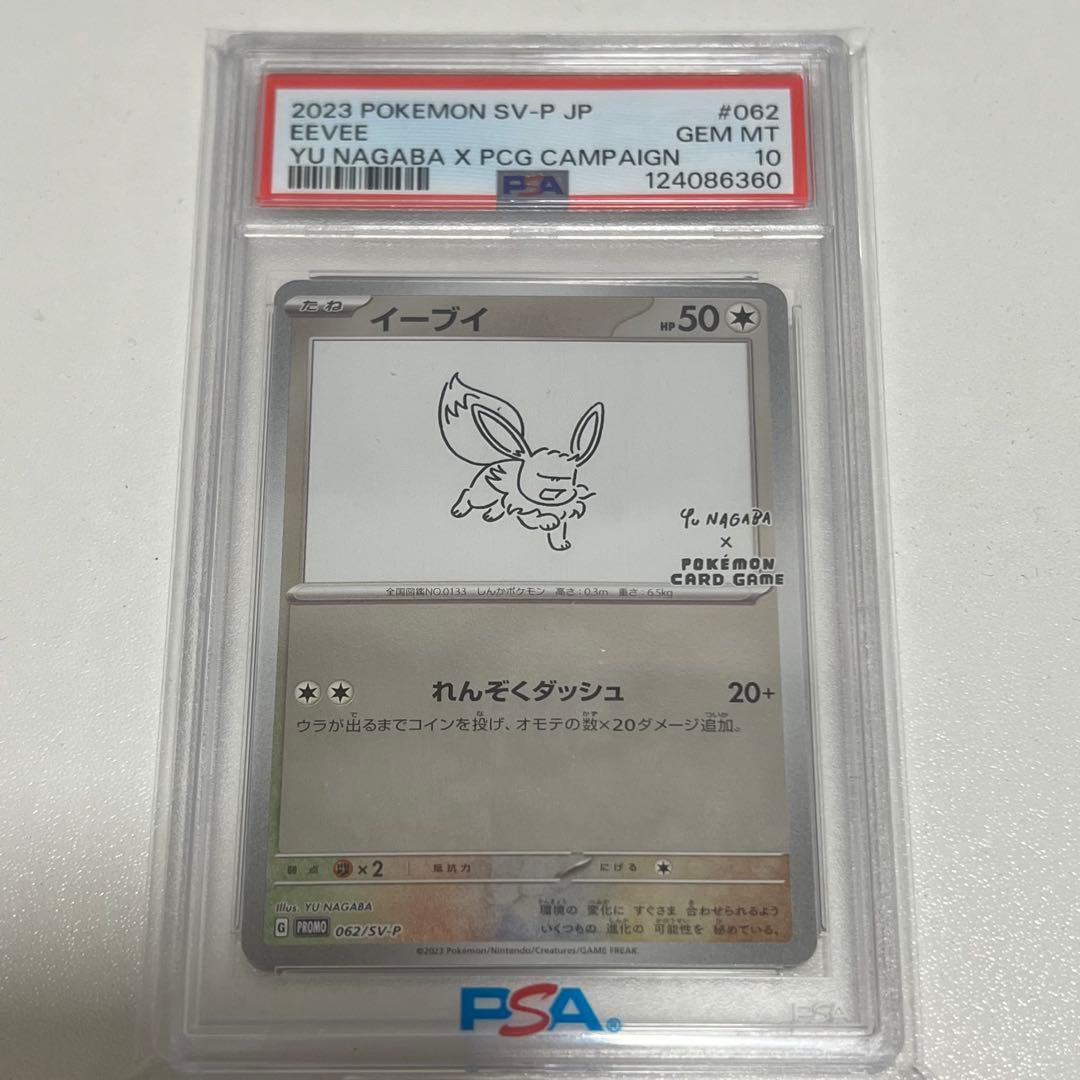 2023 POKEMON SV-P JP #062
EEVEE GEM MT
YU NAGABA X PCG CAMPAIGN 10
PSA 124086360
たね イーブイ HP 50
YU NAGABA
×
POKÉMON
CARD GAME
全国図鑑NO.0133 しんかポケモン 高さ:0.3m 重さ:6.5kg
れんぞくダッシュ 20+
ウラが出るまでコインを投げ、オモテの数×20ダメージ追加。
弱点 ×2 抵抗力 にげる
Illus. YU NAGABA
環境の 変化に すぐさま 合わせられるよう
G PROMO 062/SV-P
いくつもの 進化の 可能性を 秘めている。
©2023 Pokémon/Nintendo/Creatures/GAME FREAK.
PSA®
PSA